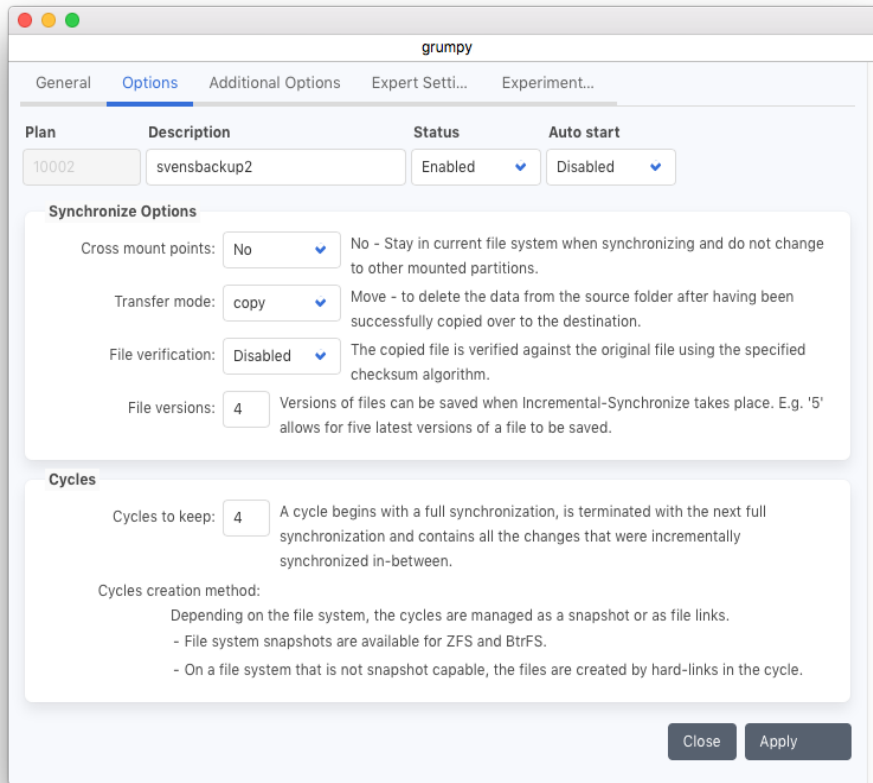 grumpy
General Options Additional Options Expert Setti... Experiment...
Plan Description Status Auto start
10002 svensbackup2 Enabled Disabled
Synchronize Options
Cross mount points: No No - Stay in current file system when synchronizing and do not change
to other mounted partitions.
Transfer mode: copy Move - to delete the data from the source folder after having been
successfully copied over to the destination.
File verification: Disabled The copied file is verified against the original file using the specified
checksum algorithm.
File versions: 4 Versions of files can be saved when Incremental-Synchronize takes place. E.g. '5'
allows for five latest versions of a file to be saved.
Cycles
Cycles to keep: 4 A cycle begins with a full synchronization, is terminated with the next full
synchronization and contains all the changes that were incrementally
synchronized in-between.
Cycles creation method:
Depending on the file system, the cycles are managed as a snapshot or as file links.
- File system snapshots are available for ZFS and BtrFS.
- On a file system that is not snapshot capable, the files are created by hard-links in the cycle.
Close Apply